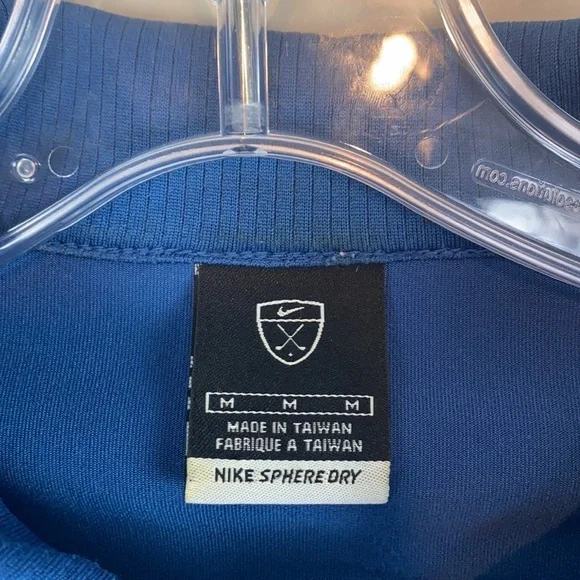 M M M
MADE IN TAIWAN
FABRIQUE A TAIWAN
NIKE SPHERE DRY